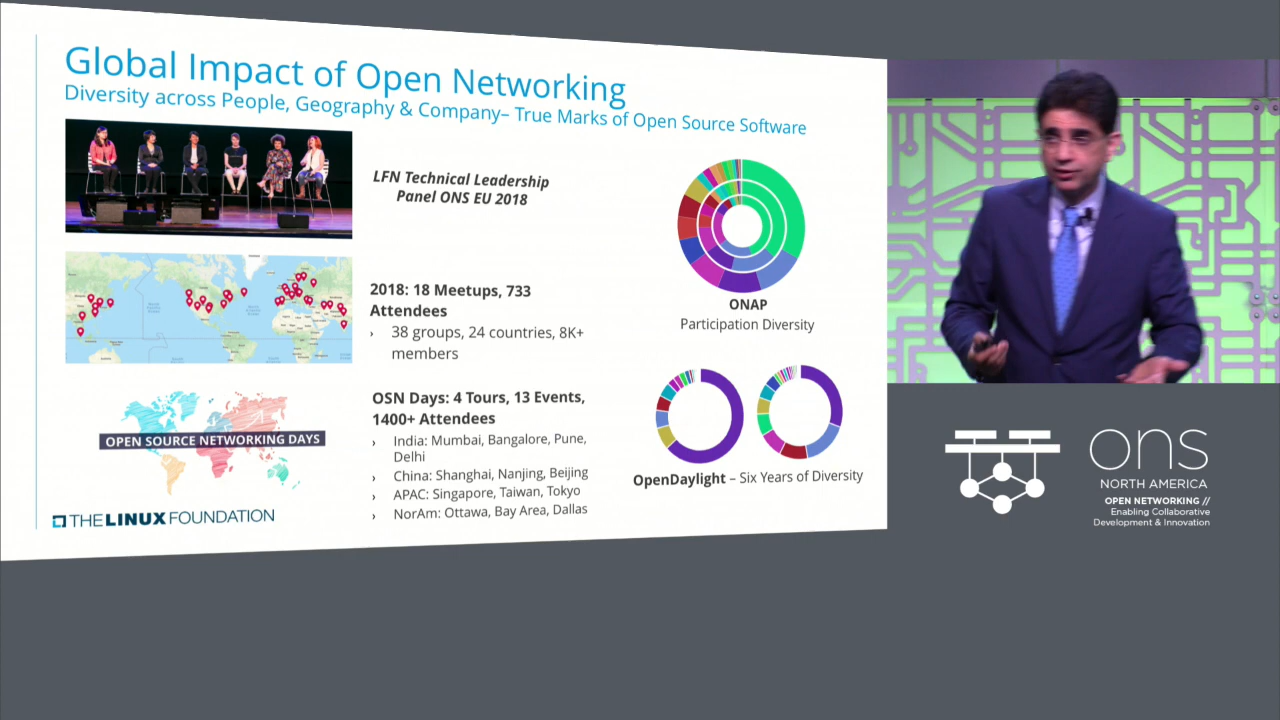 Global Impact of Open Networking
Diversity across People, Geography & Company– True Marks of Open Source Software
LFN Technical Leadership
Panel ONS EU 2018
2018: 18 Meetups, 733
Attendees
› 38 groups, 24 countries, 8K+
members
OPEN SOURCE NETWORKING DAYS
OSN Days: 4 Tours, 13 Events,
1400+ Attendees
› India: Mumbai, Bangalore, Pune,
Delhi
› China: Shanghai, Nanjing, Beijing
› APAC: Singapore, Taiwan, Tokyo
› NorAm: Ottawa, Bay Area, Dallas
THE LINUX FOUNDATION
ONAP
Participation Diversity
OpenDaylight – Six Years of Diversity
ons
NORTH AMERICA
OPEN NETWORKING //
Enabling Collaborative
Development & Innovation